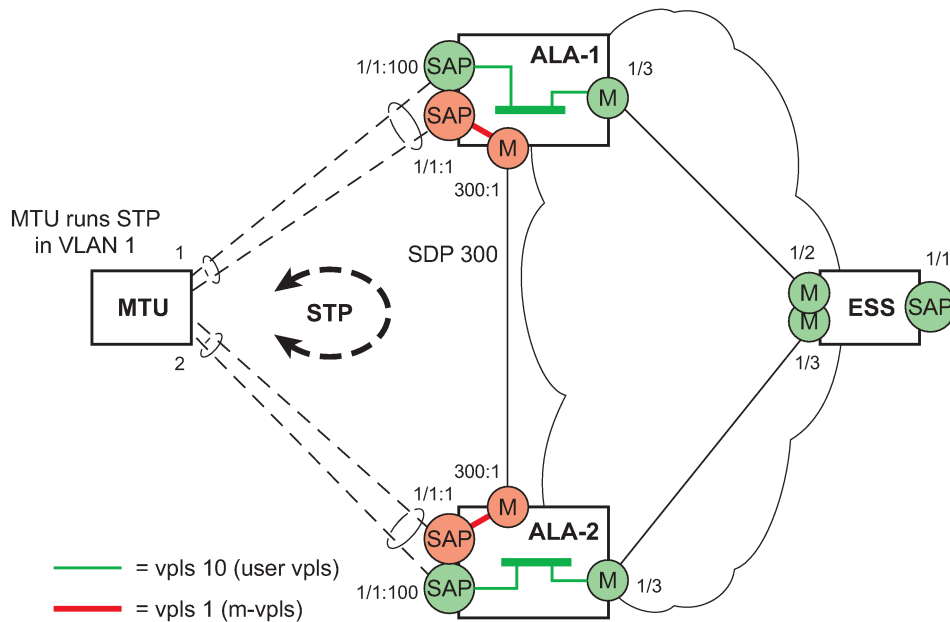 ALA-1
1/1:100
SAP
1/3
M
SAP
M
1/1:1
300:1
MTU runs STP
in VLAN 1
1
SDP 300
1/2
1/1
MTU
STP
M
ESS
SAP
M
2
1/3
300:1
1/1:1
M
SAP
ALA-2
= vpls 10 (user vpls)
SAP
M
1/3
1/1:100
= vpls 1 (m-vpls)